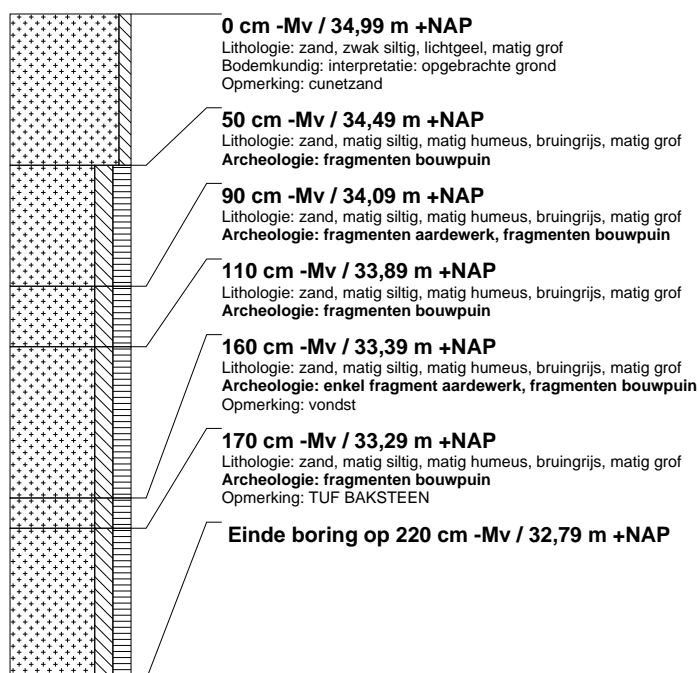 0 cm -Mv / 34,99 m +NAP
Lithologie: zand, zwak siltig, lichtgeel, matig grof
Bodemkundig: interpretatie: opgebrachte grond
Opmerking: cunetzand
50 cm -Mv / 34,49 m +NAP
Lithologie: zand, matig siltig, matig humeus, bruingrijs, matig grof
Archeologie: fragmenten bouwpuin
90 cm -Mv / 34,09 m +NAP
Lithologie: zand, matig siltig, matig humeus, bruingrijs, matig grof
Archeologie: fragmenten aardewerk, fragmenten bouwpuin
110 cm -Mv / 33,89 m +NAP
Lithologie: zand, matig siltig, matig humeus, bruingrijs, matig grof
Archeologie: fragmenten bouwpuin
160 cm -Mv / 33,39 m +NAP
Lithologie: zand, matig siltig, matig humeus, bruingrijs, matig grof
Archeologie: enkel fragment aardewerk, fragmenten bouwpuin
Opmerking: vondst
170 cm -Mv / 33,29 m +NAP
Lithologie: zand, matig siltig, matig humeus, bruingrijs, matig grof
Archeologie: fragmenten bouwpuin
Opmerking: TUF BAKSTEEN
Einde boring op 220 cm -Mv / 32,79 m +NAP